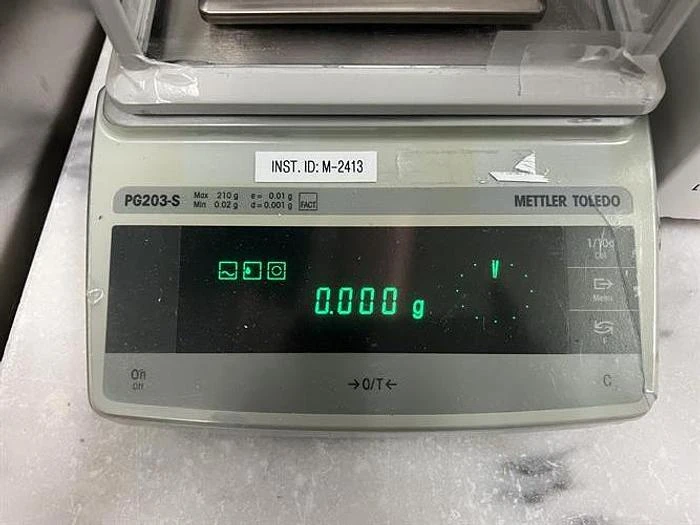 INST. ID: M-2413
PG203-S
Max 210 g e= 0.01 g
Min 0.02 g d=0.001 g FACT
METTLER TOLEDO
1/10d
0.000 g
Menu
On
Off
→O/T←
C